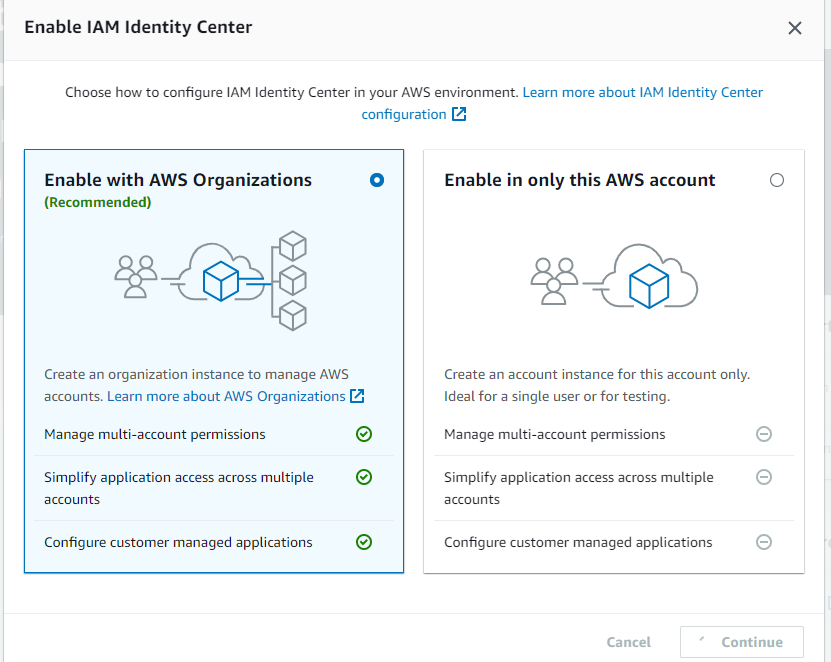 Enable IAM Identity Center
Choose how to configure IAM Identity Center in your AWS environment. Learn more about IAM Identity Center
configuration
Enable with AWS Organizations
(Recommended)
Create an organization instance to manage AWS
accounts. Learn more about AWS Organizations
Manage multi-account permissions
Simplify application access across multiple
accounts
Configure customer managed applications
Enable in only this AWS account
Create an account instance for this account only.
Ideal for a single user or for testing.
Manage multi-account permissions
Simplify application access across multiple
accounts
Configure customer managed applications
Cancel
Continue